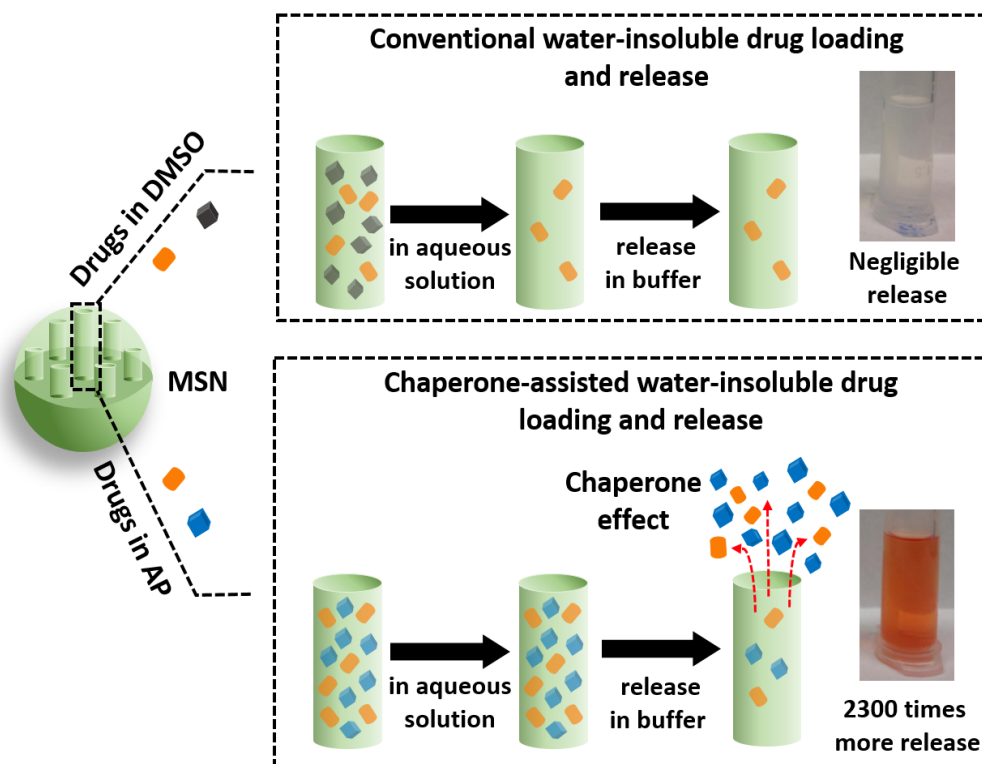 Conventional water-insoluble drug loading
and release
Drugs in DMSO
in aqueous
solution
release
in buffer
Negligible
release
MSN
Drugs in AP
Chaperone-assisted water-insoluble drug
loading and release
Chaperone
effect
in aqueous
solution
release
in buffer
2300 times
more release